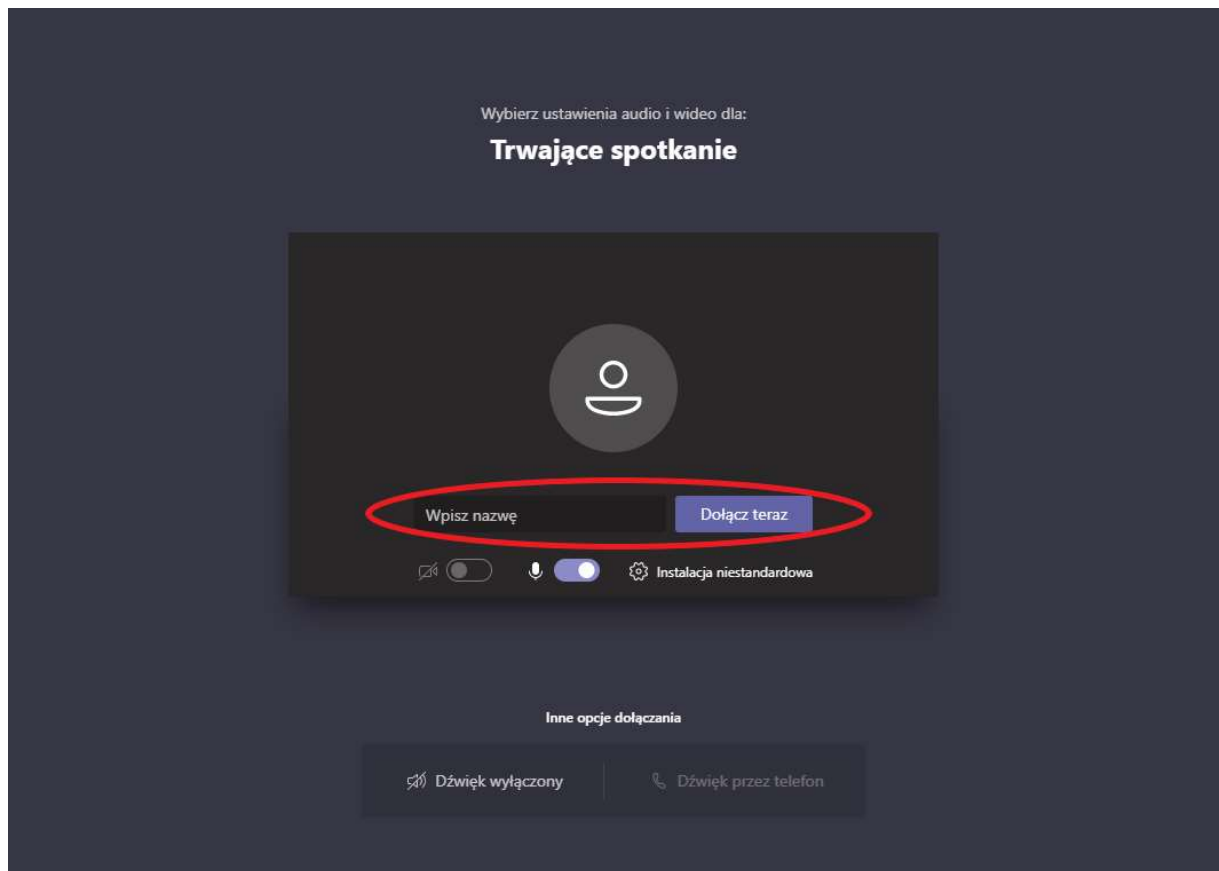 Wybierz ustawienia audio i wideo dla:
Trwające spotkanie
Wpisz nazwę
Dołącz teraz
Instalacja niestandardowa
Inne opcje dołączania
Dźwięk wyłączony
Dźwięk przez telefon